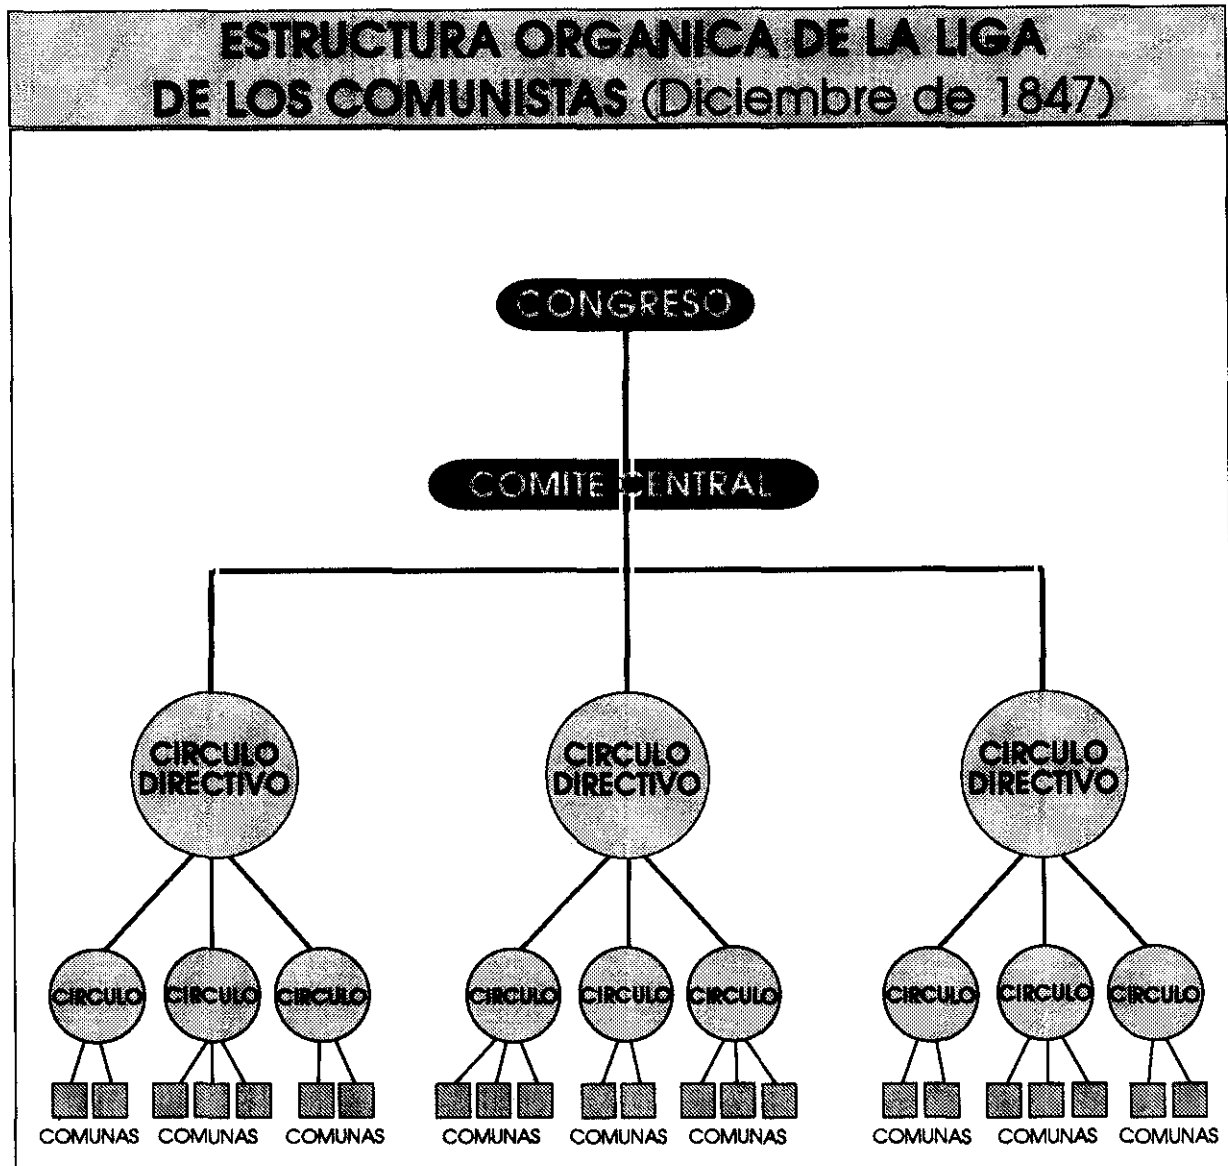 ESTRUCTURA ORGANICA DE LA LIGA
DE LOS COMUNISTAS (Diciembre de 1847)
CONGRESO
COMITE CENTRAL
CIRCULO
DIRECTIVO
CIRCULO
DIRECTIVO
CIRCULO
DIRECTIVO
CIRCULO CIRCULO CIRCULO CIRCULO CIRCULO CIRCULO CIRCULO CIRCULO CIRCULO
COMUNAS COMUNAS COMUNAS COMUNAS COMUNAS COMUNAS COMUNAS COMUNAS COMUNAS